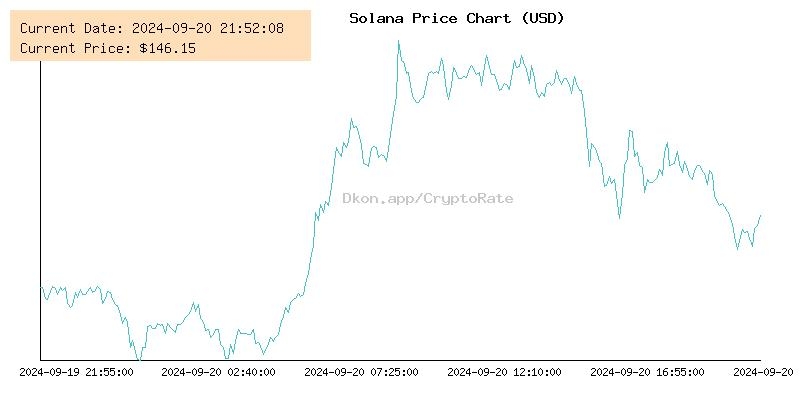 Solana Price Chart (USD)
Current Date: 2024-09-20 21:52:08
Current Price: $146.15
Dkon.app/CryptoRate
2024-09-19 21:55:00
2024-09-20 02:40:00
2024-09-20 07:25:00
2024-09-20 12:10:00
2024-09-20 16:55:00
2024-09-20